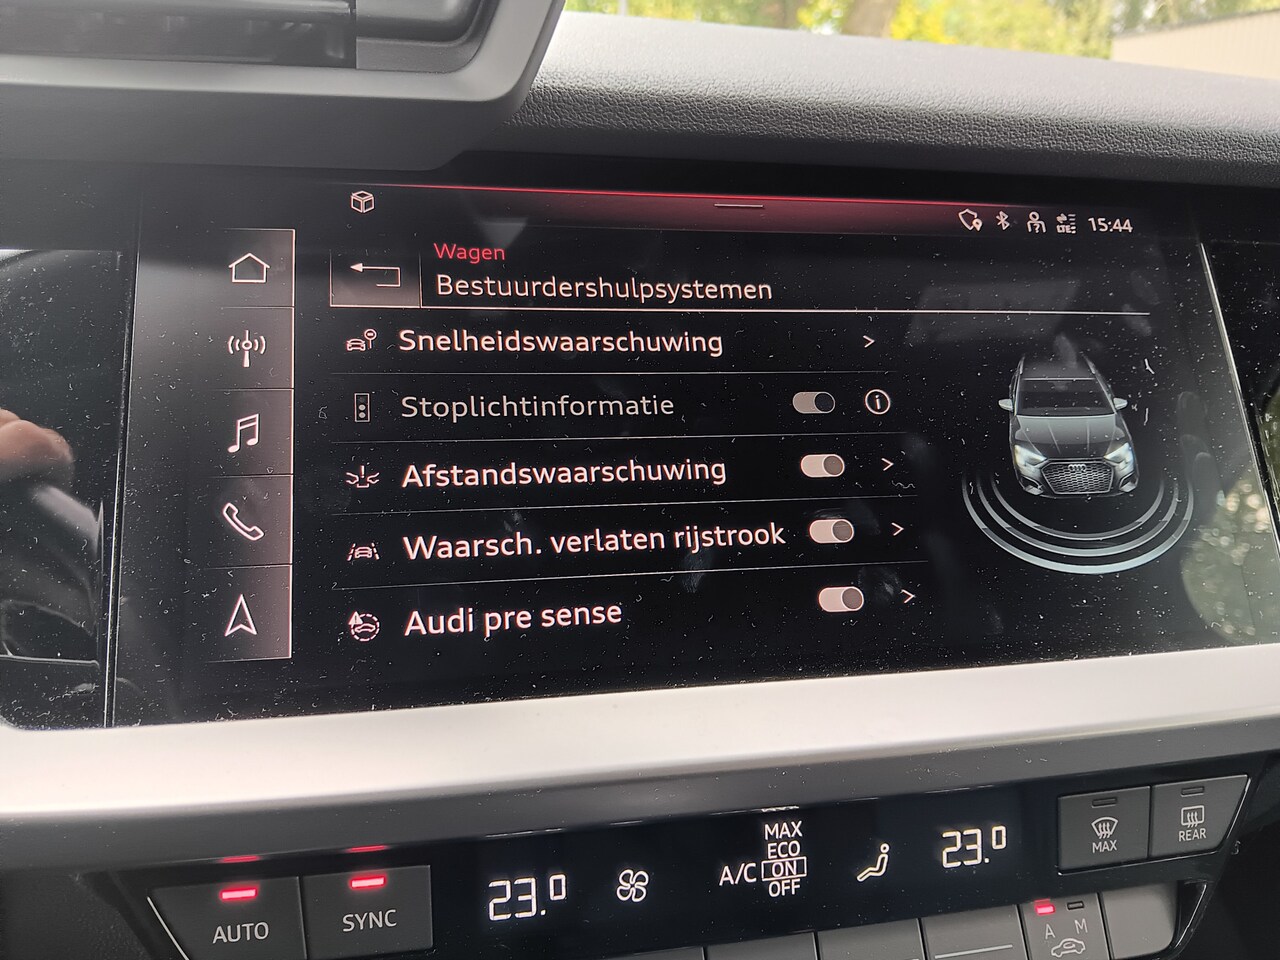 LTE
15:44
Wagen
Bestuurdershulpsystemen
Snelheidswaarschuwing
Stoplichtinformatie
Afstandswaarschuwing
Waarsch. verlaten rijstrook
Audi pre sense
AUTO
SYNC
23.0
A/C
MAX
ECO
ON
OFF
23.0
MAX
REAR
A M